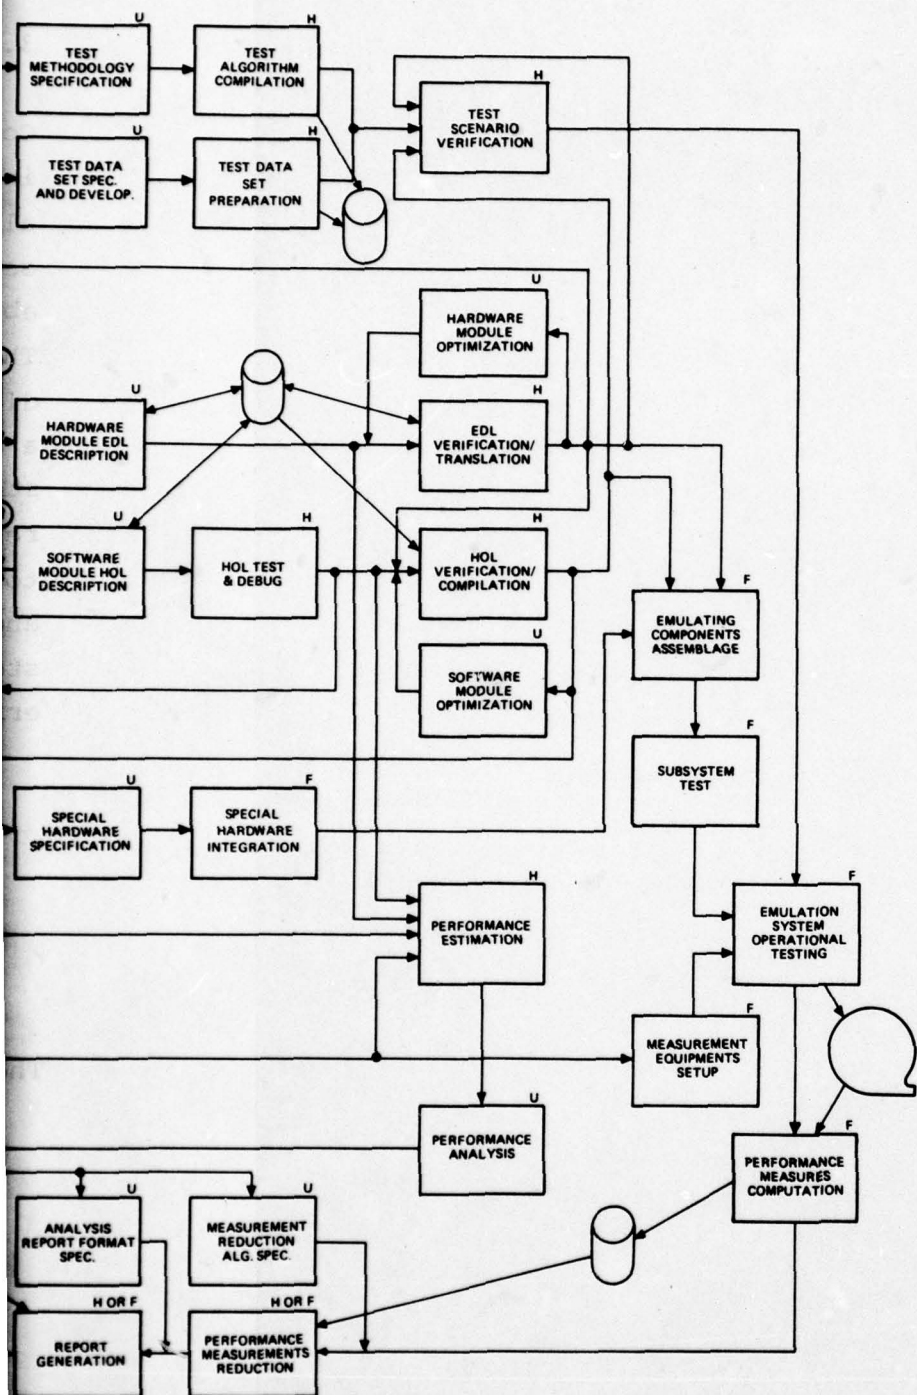 U
TEST
METHODOLOGY
SPECIFICATION
H
TEST
ALGORITHM
COMPILATION
H
TEST
SCENARIO
VERIFICATION
U
TEST DATA
SET SPEC.
AND DEVELOP.
H
TEST DATA
SET
PREPARATION
U
HARDWARE
MODULE
OPTIMIZATION
U
HARDWARE
MODULE EDL
DESCRIPTION
H
EDL
VERIFICATION/
TRANSLATION
U
SOFTWARE
MODULE HOL
DESCRIPTION
H
HOL TEST
& DEBUG
H
HOL
VERIFICATION/
COMPILATION
F
EMULATING
COMPONENTS
ASSEMBLAGE
U
SOFTWARE
MODULE
OPTIMIZATION
F
SUBSYSTEM
TEST
U
SPECIAL
HARDWARE
SPECIFICATION
F
SPECIAL
HARDWARE
INTEGRATION
H
PERFORMANCE
ESTIMATION
F
EMULATION
SYSTEM
OPERATIONAL
TESTING
F
MEASUREMENT
EQUIPMENTS
SETUP
U
PERFORMANCE
ANALYSIS
F
PERFORMANCE
MEASURES
COMPUTATION
U
ANALYSIS
REPORT FORMAT
SPEC.
U
MEASUREMENT
REDUCTION
ALG. SPEC.
H OR F
REPORT
GENERATION
H OR F
PERFORMANCE
MEASUREMENTS
REDUCTION